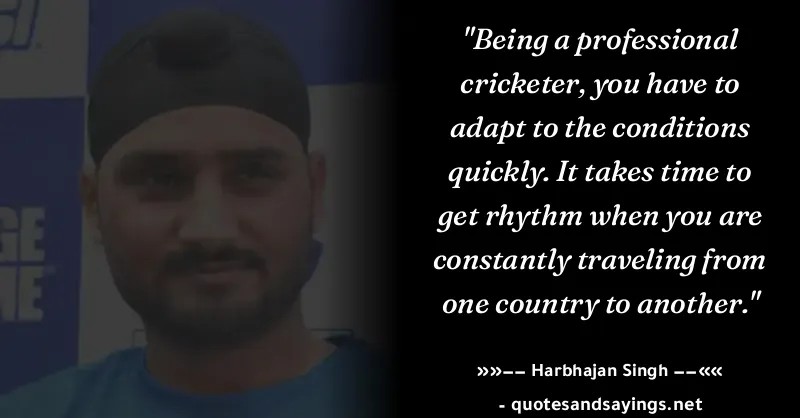 "Being a professional
cricketer, you have to
adapt to the conditions
quickly. It takes time to
get rhythm when you are
constantly traveling from
one country to another."
»»−− Harbhajan Singh −−««
- quotesandsayings.net